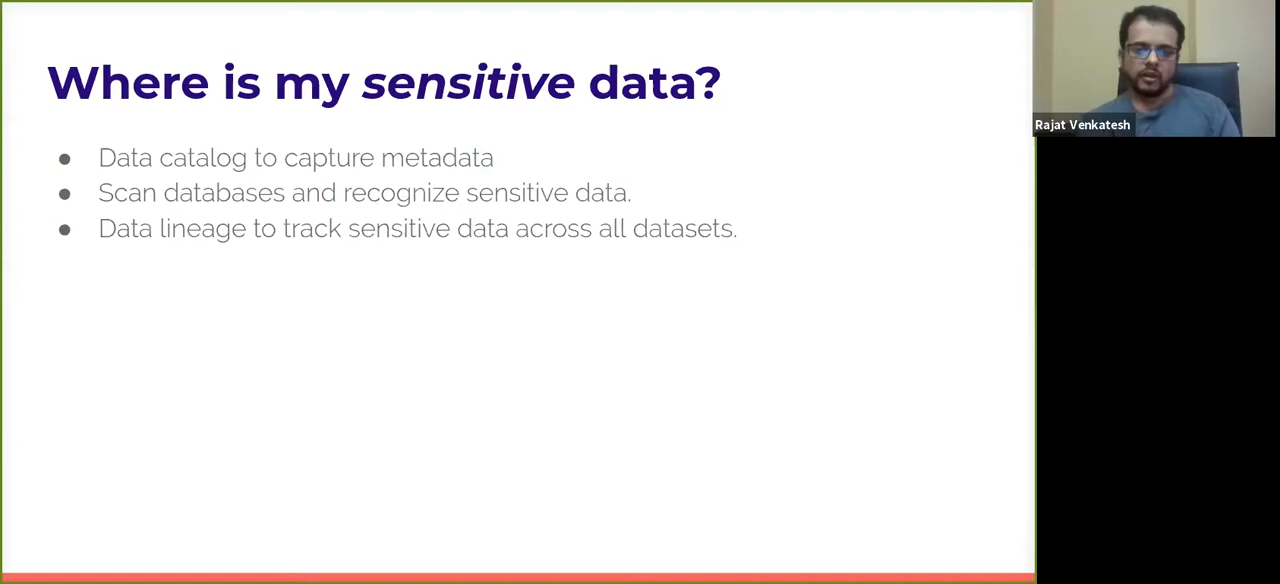 Where is my sensitive data?
● Data catalog to capture metadata
● Scan databases and recognize sensitive data.
● Data lineage to track sensitive data across all datasets.
Rajat Venkatesh